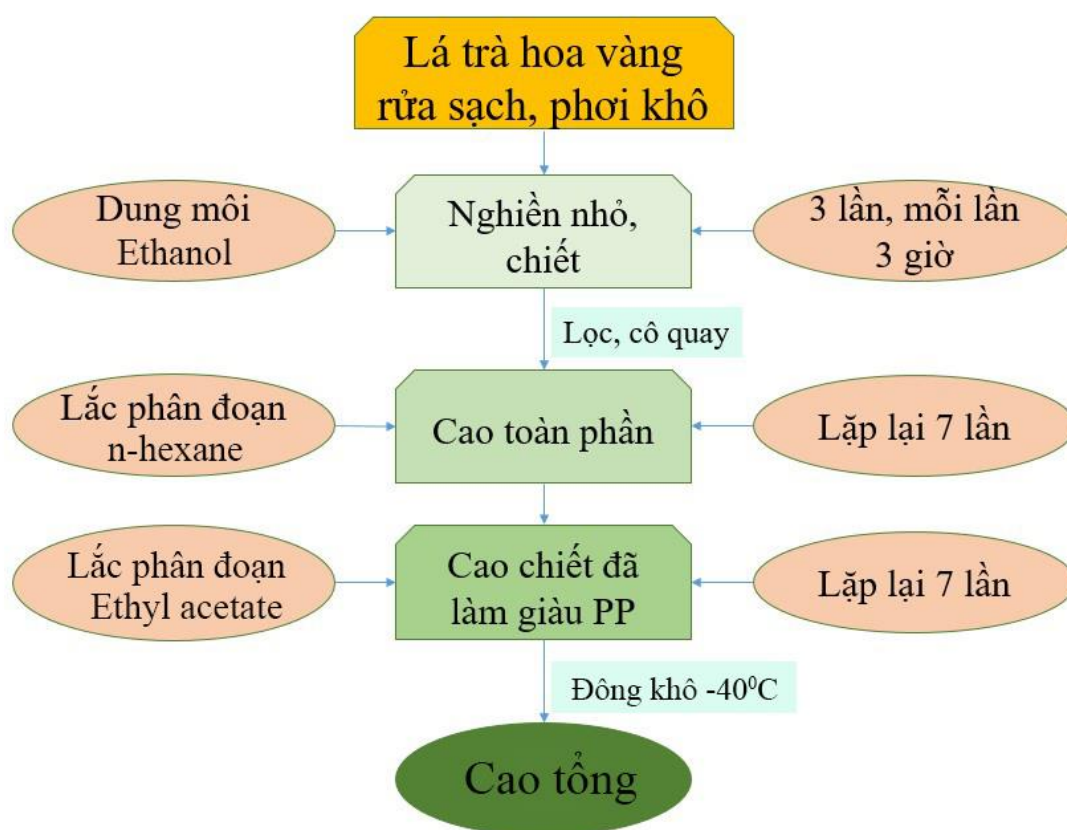 Lá trà hoa vàng
rửa sạch, phơi khô
Dung môi
Ethanol
Nghiền nhỏ,
chiết
3 lần, mỗi lần
3 giờ
Lọc, cô quay
Lắc phân đoạn
n-hexane
Cao toàn phần
Lặp lại 7 lần
Lắc phân đoạn
Ethyl acetate
Cao chiết đã
làm giàu PP
Lặp lại 7 lần
Đông khô -40⁰C
Cao tổng